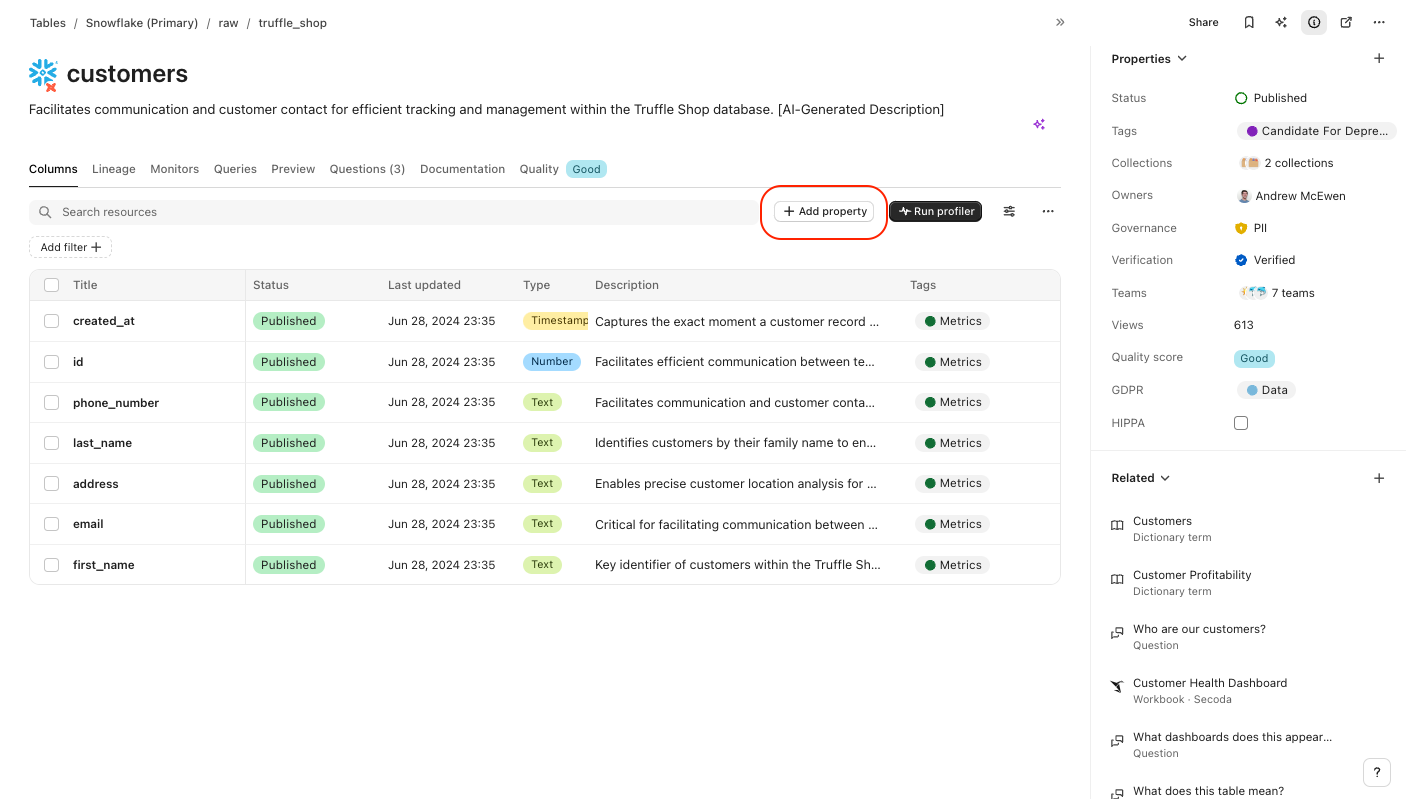 Tables / Snowflake (Primary) / raw / truffle_shop
Share
customers
Facilitates communication and customer contact for efficient tracking and management within the Truffle Shop database. [AI-Generated Description]
Columns Lineage Monitors Queries Preview Questions (3) Documentation Quality Good
Search resources
+ Add property
Run profiler
Add filter +
Title Status Last updated Type Description Tags
created_at Published Jun 28, 2024 23:35 Timestamp Captures the exact moment a customer record ... Metrics
id Published Jun 28, 2024 23:35 Number Facilitates efficient communication between te... Metrics
phone_number Published Jun 28, 2024 23:35 Text Facilitates communication and customer conta... Metrics
last_name Published Jun 28, 2024 23:35 Text Identifies customers by their family name to en... Metrics
address Published Jun 28, 2024 23:35 Text Enables precise customer location analysis for ... Metrics
email Published Jun 28, 2024 23:35 Text Critical for facilitating communication between ... Metrics
first_name Published Jun 28, 2024 23:35 Text Key identifier of customers within the Truffle Sh... Metrics
Properties
Status Published
Tags Candidate For Depre...
Collections 2 collections
Owners Andrew McEwen
Governance PII
Verification Verified
Teams 7 teams
Views 613
Quality score Good
GDPR Data
HIPPA
Related
Customers
Dictionary term
Customer Profitability
Dictionary term
Who are our customers?
Question
Customer Health Dashboard
Workbook · Secoda
What dashboards does this appear...
Question
What does this table mean?
?